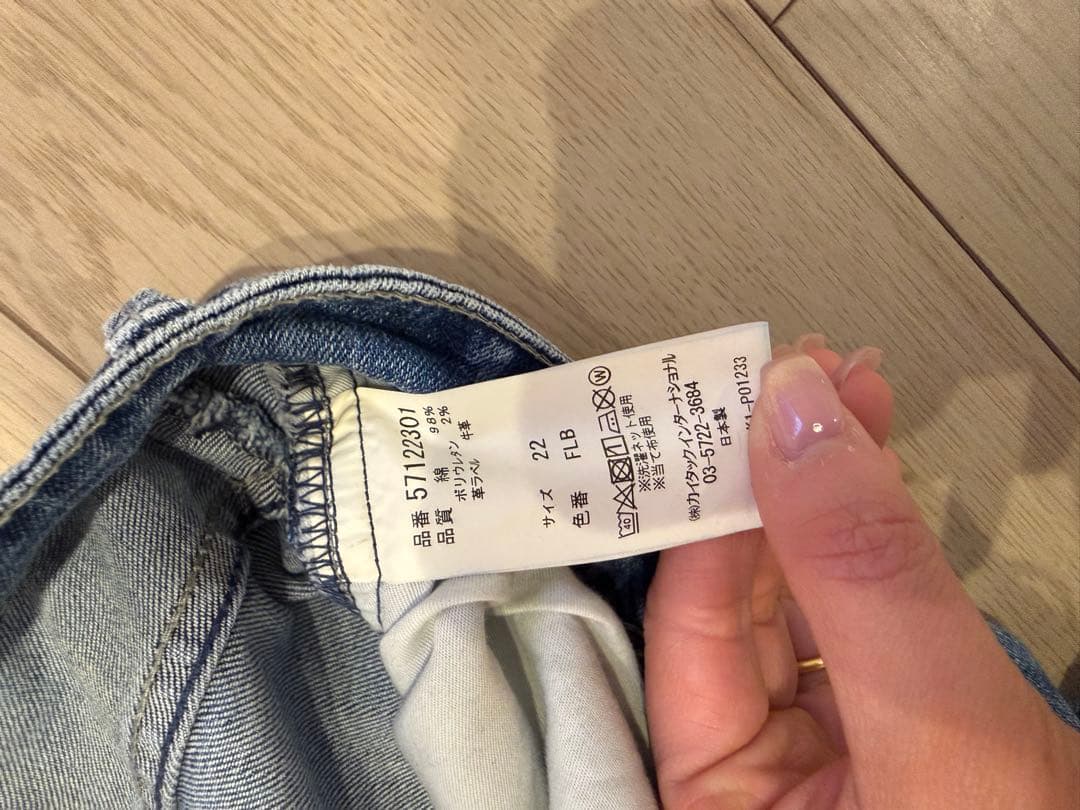 品番 57122301
品質 綿 98%
ポリウレタン 2%
革ラベル 牛革
サイズ 22
色番 FLB
40 W
※洗濯ネット使用
※当て布使用
㈱カイタックインターナショナル
03-5722-3684
日本製
1-P01233